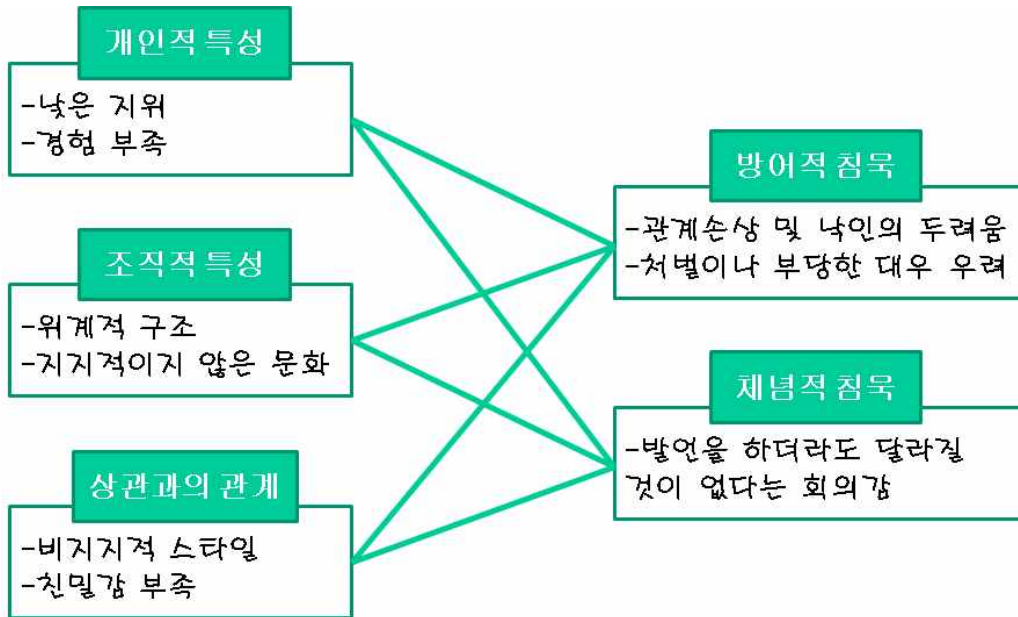 개인적 특성
-낮은 지위
-경험 부족
조직적 특성
-위계적 구조
-지지적이지 않은 문화
상관과의 관계
-비지지적 스타일
-친밀감 부족
방어적 침묵
-관계손상 및 낙인의 두려움
-처벌이나 부당한 대우 우려
체념적 침묵
-발언을 하더라도 달라질
것이 없다는 회의감